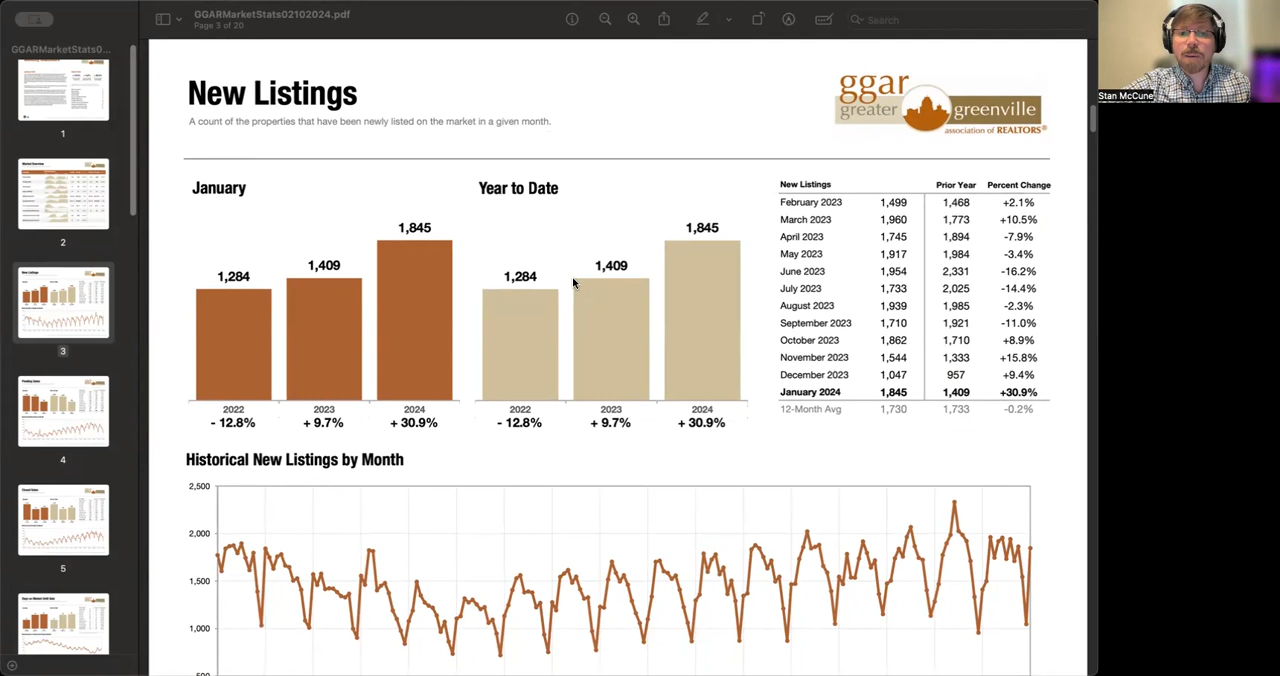 GGARMarketStats02102024.pdf
Page 3 of 20
Search
GGARMarketStats0...
1
2
3
4
5
Stan McCune
New Listings
A count of the properties that have been newly listed on the market in a given month.
ggar
greater greenville
association of REALTORS®
January
1,284
1,409
1,845
2022 2023 2024
- 12.8% + 9.7% + 30.9%
Year to Date
1,284
1,409
1,845
2022 2023 2024
- 12.8% + 9.7% + 30.9%
New Listings Prior Year Percent Change
February 2023 1,499 1,468 +2.1%
March 2023 1,960 1,773 +10.5%
April 2023 1,745 1,894 -7.9%
May 2023 1,917 1,984 -3.4%
June 2023 1,954 2,331 -16.2%
July 2023 1,733 2,025 -14.4%
August 2023 1,939 1,985 -2.3%
September 2023 1,710 1,921 -11.0%
October 2023 1,862 1,710 +8.9%
November 2023 1,544 1,333 +15.8%
December 2023 1,047 957 +9.4%
January 2024 1,845 1,409 +30.9%
12-Month Avg 1,730 1,733 -0.2%
Historical New Listings by Month
2,500
2,000
1,500
1,000
500